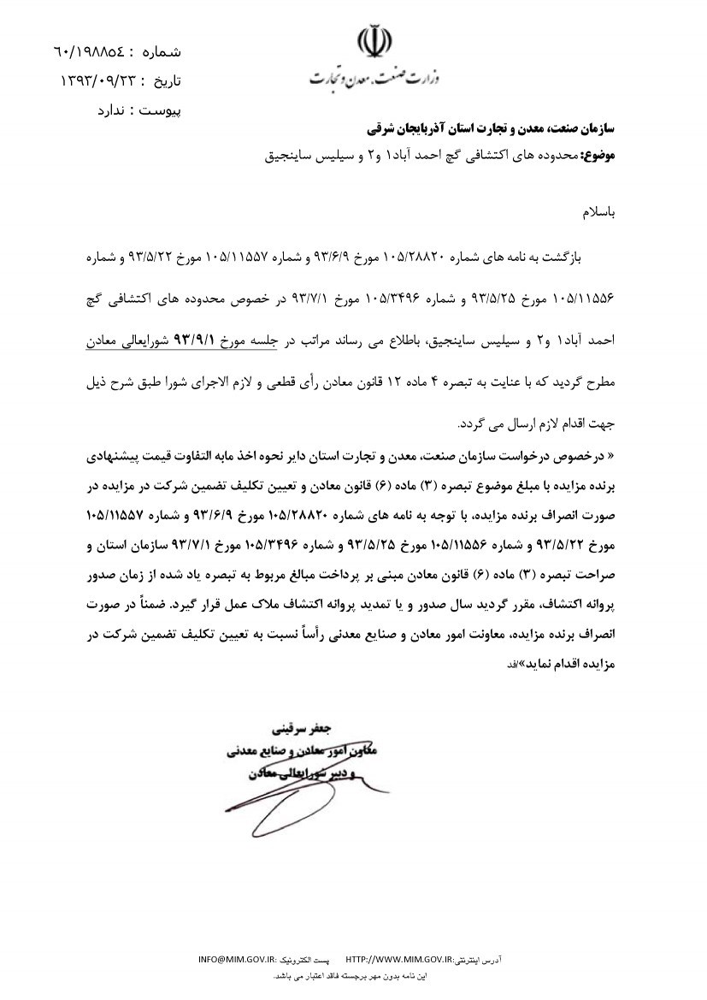 شماره : ٦٠/١٩٨٨٥٤
تاریخ : ١٣٩٣/٠٩/٢٣
پیوست : ندارد
وزارت صنعت، معدن و تجارت
سازمان صنعت، معدن و تجارت استان آذربایجان شرقی
موضوع: محدوده های اکتشافی گچ احمد آباد۱ و۲ و سیلیس ساینجیق
باسلام
بازگشت به نامه های شماره ۱۰۵/۲۸۸۲۰ مورخ ۹۳/۶/۹ و شماره ۱۰۵/۱۱۵۵۷ مورخ ۹۳/۵/۲۲ و شماره
۱۰۵/۱۱۵۵۶ مورخ ۹۳/۵/۲۵ و شماره ۱۰۵/۳۴۹۶ مورخ ۹۳/۷/۱ در خصوص محدوده های اکتشافی گچ
احمد آباد۱ و۲ و سیلیس ساینجیق، باطلاع می رساند مراتب در جلسه مورخ ۹۳/۹/۱ شورایعالی معادن
مطرح گردید که با عنایت به تبصره ۴ ماده ۱۲ قانون معادن رأی قطعی و لازم الاجرای شورا طبق شرح ذیل
جهت اقدام لازم ارسال می گردد.
« درخصوص درخواست سازمان صنعت، معدن و تجارت استان دایر نحوه اخذ مابه التفاوت قیمت پیشنهادی
برنده مزایده با مبلغ موضوع تبصره (۳) ماده (۶) قانون معادن و تعیین تکلیف تضمین شرکت در مزایده در
صورت انصراف برنده مزایده، با توجه به نامه های شماره ۱۰۵/۲۸۸۲۰ مورخ ۹۳/۶/۹ و شماره ۱۰۵/۱۱۵۵۷
مورخ ۹۳/۵/۲۲ و شماره ۱۰۵/۱۱۵۵۶ مورخ ۹۳/۵/۲۵ و شماره ۱۰۵/۳۴۹۶ مورخ ۹۳/۷/۱ سازمان استان و
صراحت تبصره (۳) ماده (۶) قانون معادن مبنی بر پرداخت مبالغ مربوط به تبصره یاد شده از زمان صدور
پروانه اکتشاف، مقرر گردید سال صدور و یا تمدید پروانه اکتشاف ملاک عمل قرار گیرد. ضمناً در صورت
انصراف برنده مزایده، معاونت امور معادن و صنایع معدنی رأساً نسبت به تعیین تکلیف تضمین شرکت در
مزایده اقدام نماید»/فد
جعفر سرقینی
معاون امور معادن و صنایع معدنی
و دبیر شورایعالی معادن
آدرس اینترنتی:HTTP://WWW.MIM.GOV.IR پست الکترونیک :INFO@MIM.GOV.IR
این نامه بدون مهر برجسته فاقد اعتبار می باشد.